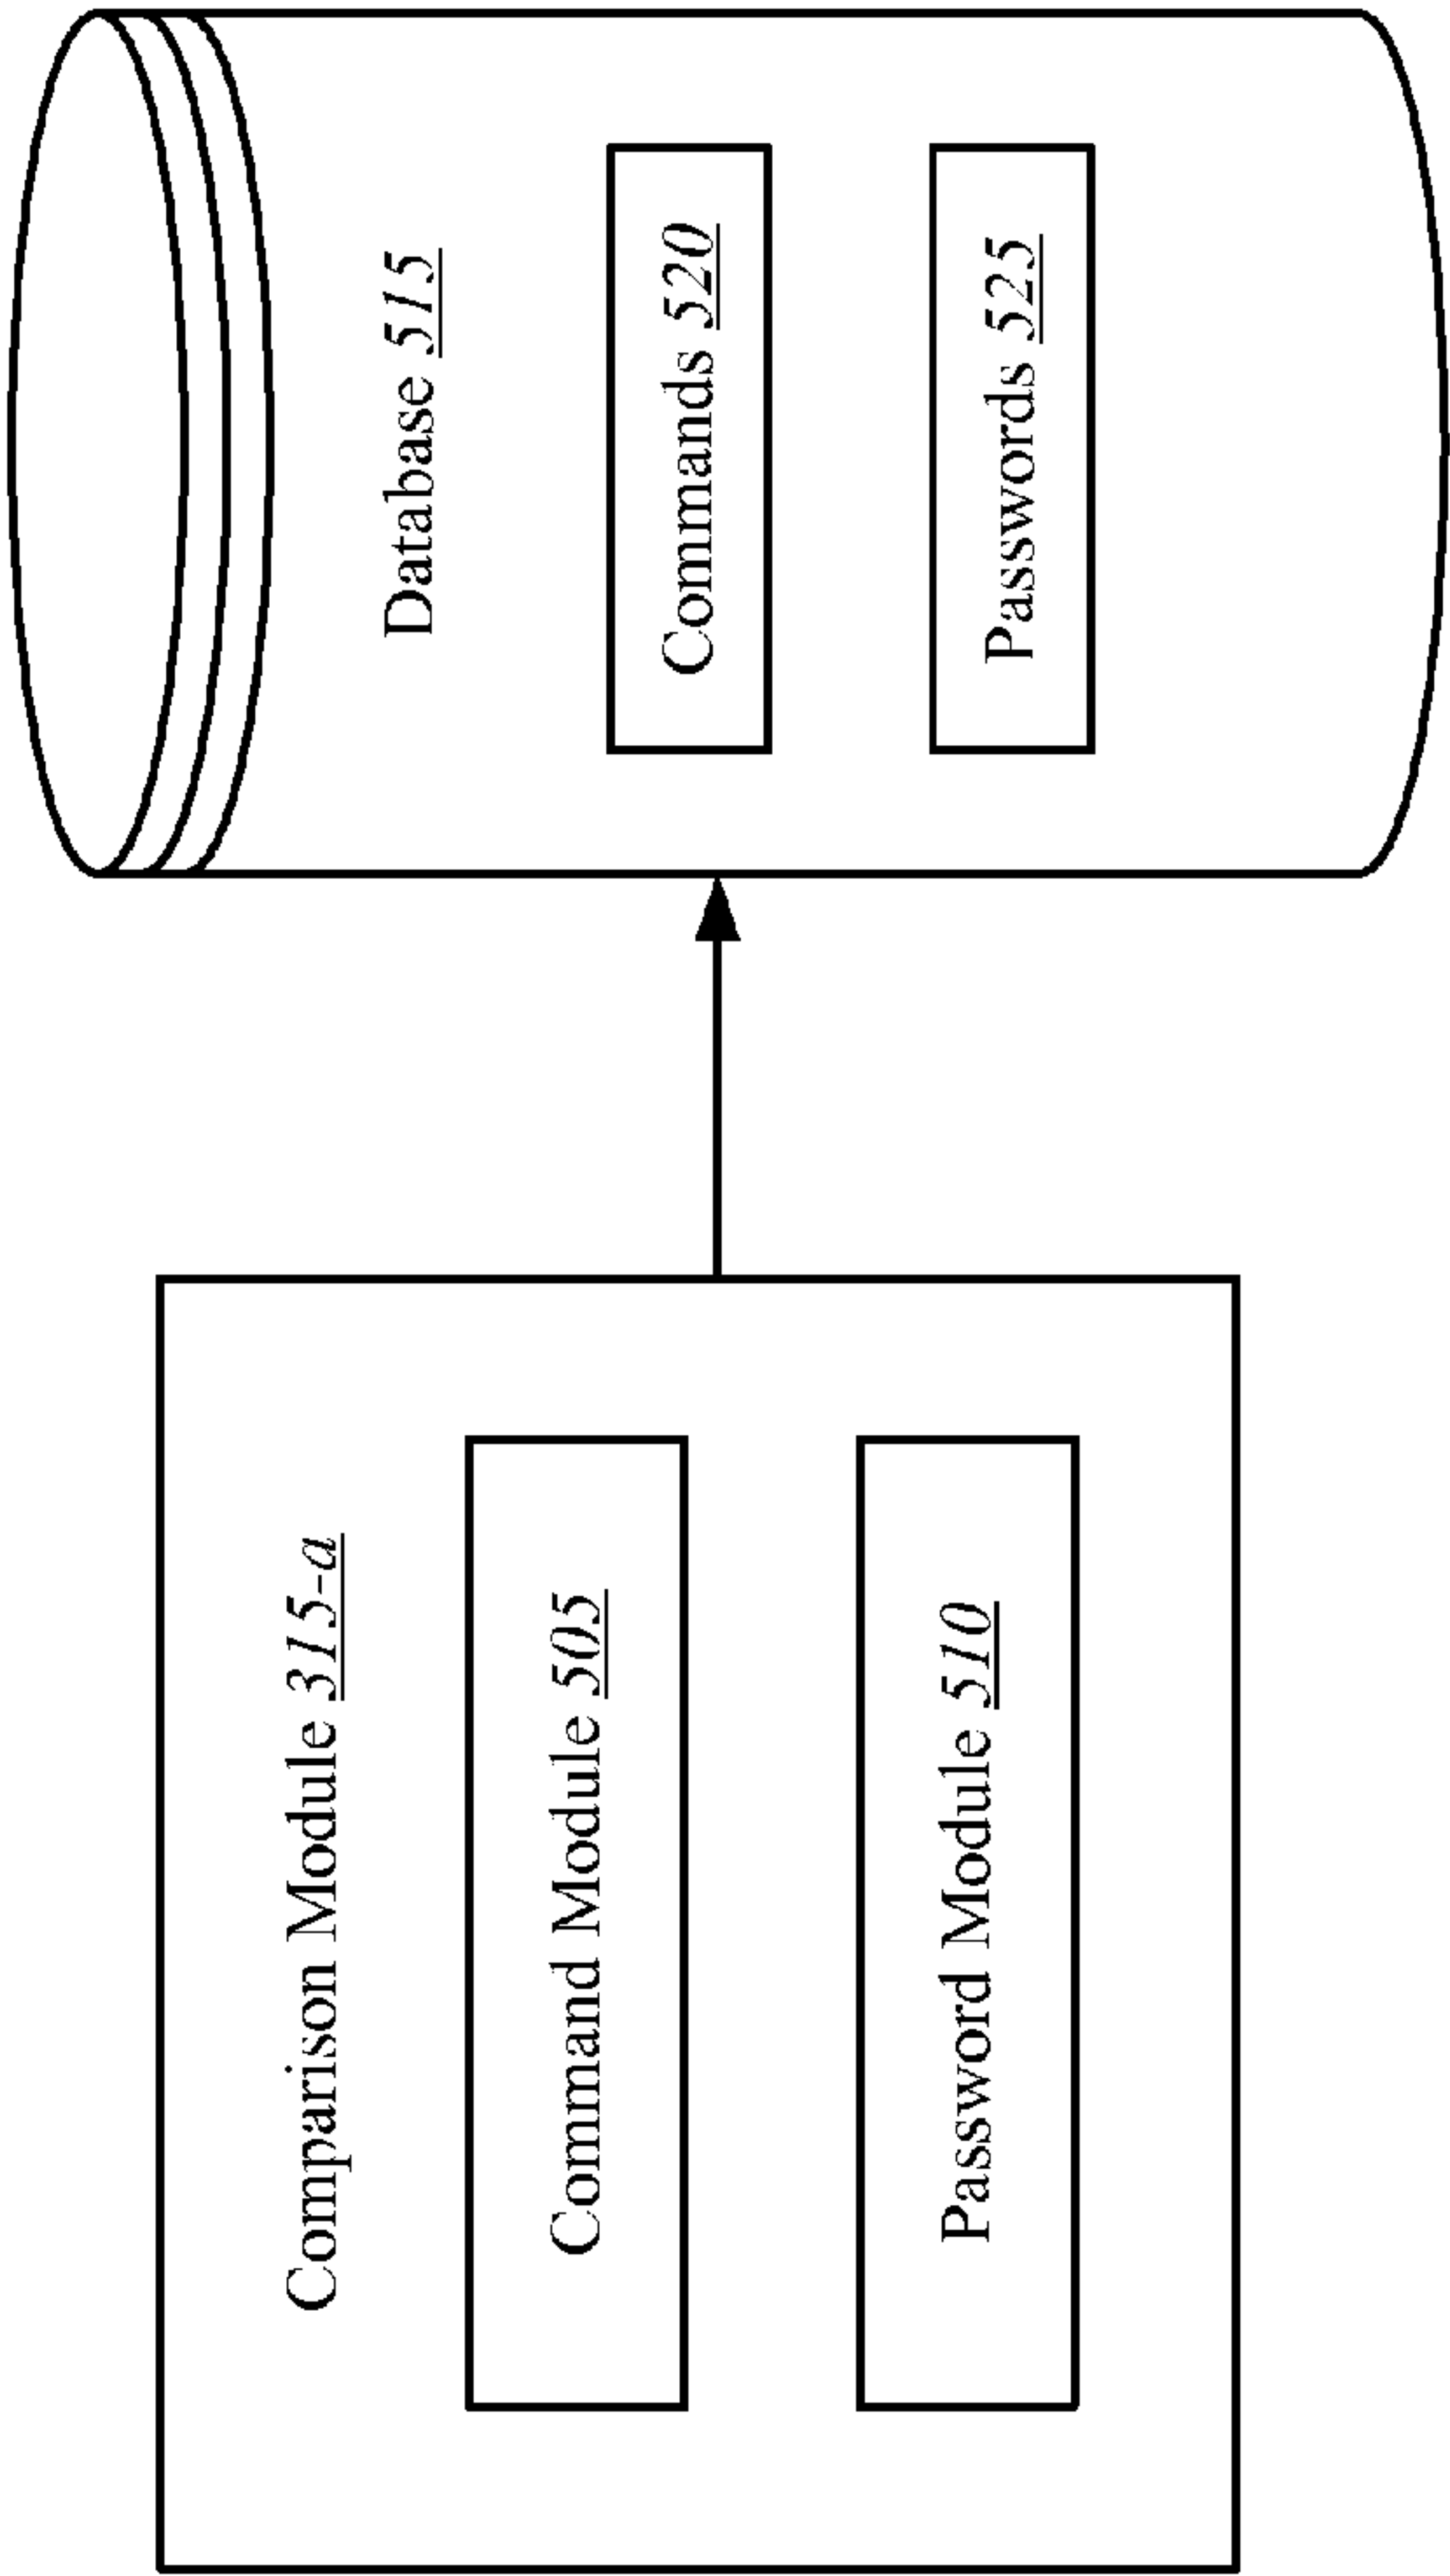 Comparison Module 315-a
Command Module 505
Password Module 510
Database 515
Commands 520
Passwords 525